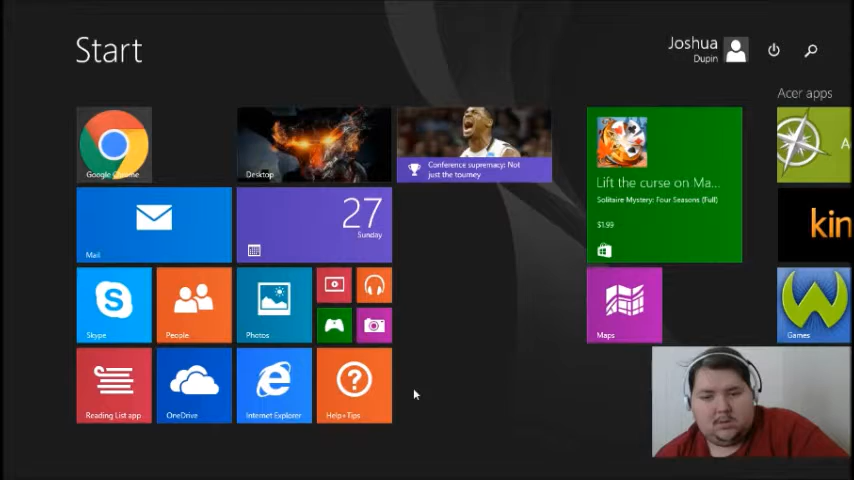 Start
Joshua
Dupin
Acer apps
Google Chrome
Desktop
Conference supremacy: Not
just the tourney
Lift the curse on Ma...
Solitaire Mystery: Four Seasons (Full)
$1.99
A
Mail
27
Sunday
kin
Skype
People
Photos
Maps
Games
Reading List app
OneDrive
Internet Explorer
Help+Tips